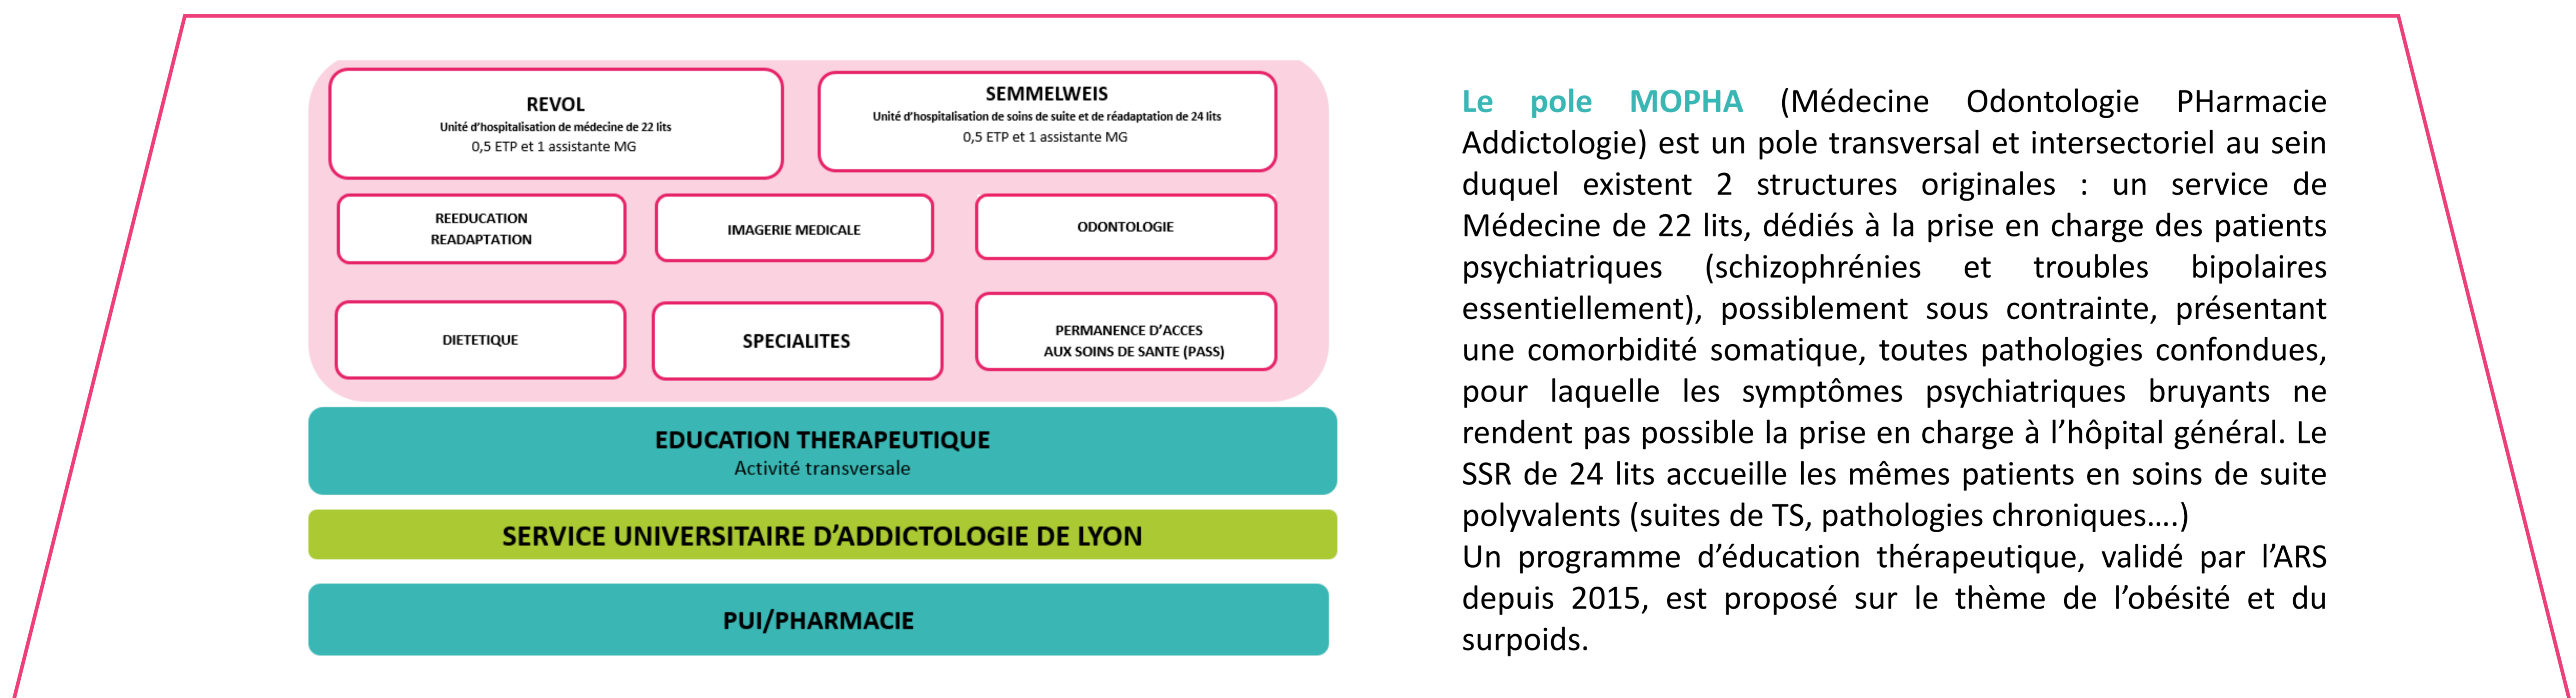 REVOL
Unité d'hospitalisation de médecine de 22 lits
0,5 ETP et 1 assistante MG
SEMMELWEIS
Unité d'hospitalisation de soins de suite et de réadaptation de 24 lits
0,5 ETP et 1 assistante MG
REEDUCATION
READAPTATION
IMAGERIE MEDICALE
ODONTOLOGIE
DIETETIQUE
SPECIALITES
PERMANENCE D'ACCES
AUX SOINS DE SANTE (PASS)
EDUCATION THERAPEUTIQUE
Activité transversale
SERVICE UNIVERSITAIRE D'ADDICTOLOGIE DE LYON
PUI/PHARMACIE
Le pole MOPHA (Médecine Odontologie PHarmacie
Addictologie) est un pole transversal et intersectoriel au sein
duquel existent 2 structures originales : un service de
Médecine de 22 lits, dédiés à la prise en charge des patients
psychiatriques (schizophrénies et troubles bipolaires
essentiellement), possiblement sous contrainte, présentant
une comorbidité somatique, toutes pathologies confondues,
pour laquelle les symptômes psychiatriques bruyants ne
rendent pas possible la prise en charge à l'hôpital général. Le
SSR de 24 lits accueille les mêmes patients en soins de suite
polyvalents (suites de TS, pathologies chroniques....)
Un programme d'éducation thérapeutique, validé par l'ARS
depuis 2015, est proposé sur le thème de l'obésité et du
surpoids.